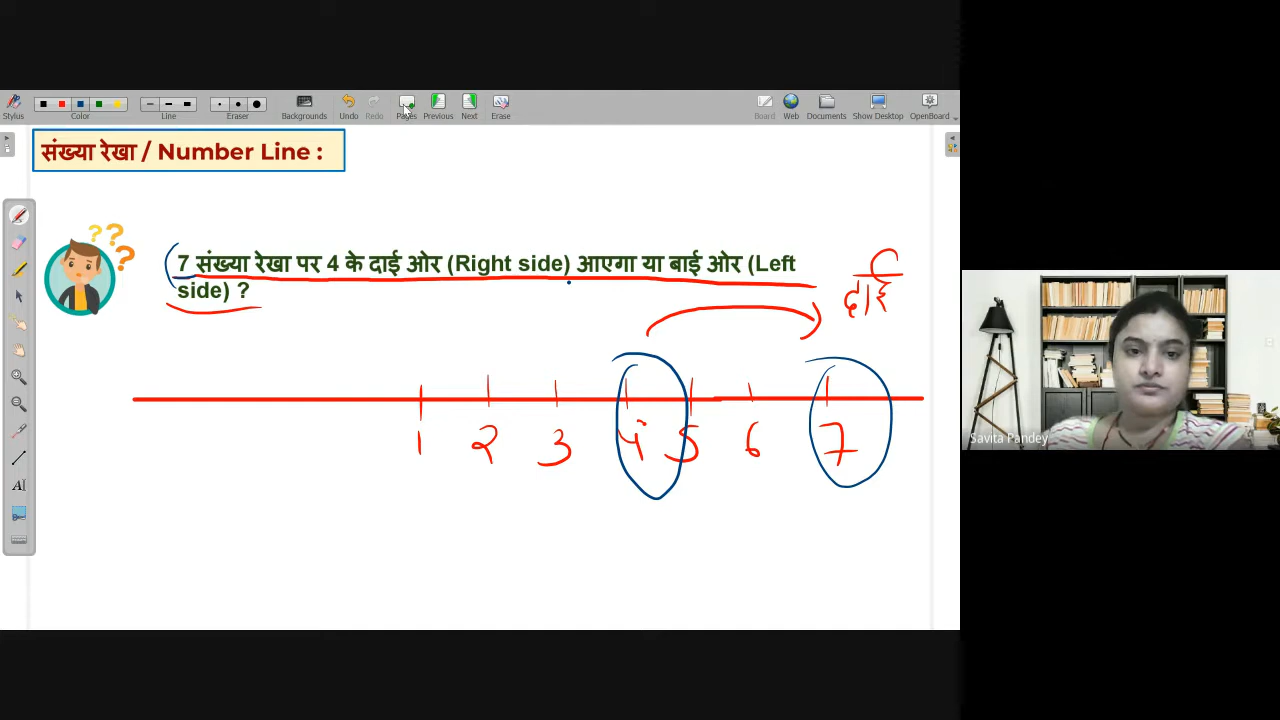 Stylus
Color
Line
Eraser
Backgrounds
Undo
Redo
Pages
Previous
Next
Erase
Board
Web
Documents
Show Desktop
OpenBoard
संख्या रेखा / Number Line :
???
7 संख्या रेखा पर 4 के दाई ओर (Right side) आएगा या बाई ओर (Left
side) ?
दाई
1 2 3 4 5 6 7
Savita Pandey